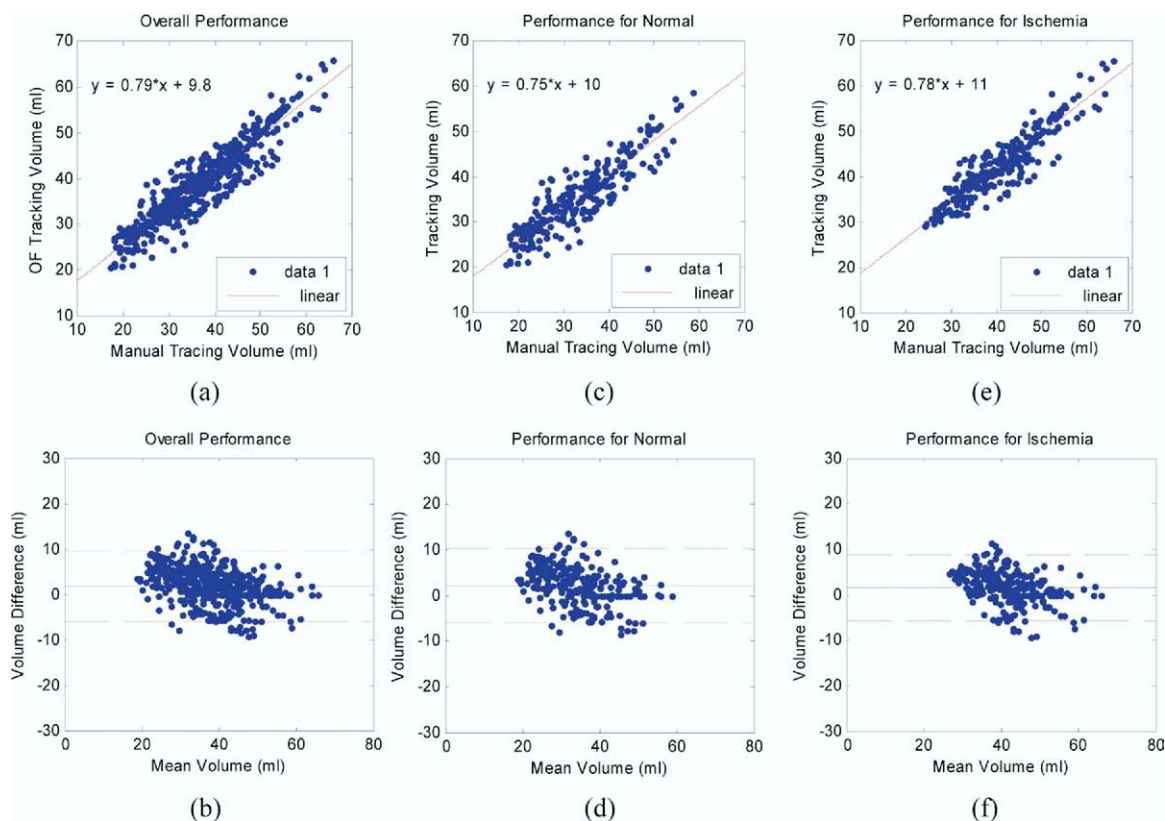 Overall Performance
70
60
50
40
30
20
10
OF Tracking Volume (ml)
y = 0.79*x + 9.8
data 1
linear
10 20 30 40 50 60 70
Manual Tracing Volume (ml)
(a)
Performance for Normal
70
60
50
40
30
20
10
Tracking Volume (ml)
y = 0.75*x + 10
data 1
linear
10 20 30 40 50 60 70
Manual Tracing Volume (ml)
(c)
Performance for Ischemia
70
60
50
40
30
20
10
Tracking Volume (ml)
y = 0.78*x + 11
data 1
linear
10 20 30 40 50 60 70
Manual Tracing Volume (ml)
(e)
Overall Performance
30
20
10
0
-10
-20
-30
Volume Difference (ml)
0 20 40 60 80
Mean Volume (ml)
(b)
Performance for Normal
30
20
10
0
-10
-20
-30
Volume Difference (ml)
0 20 40 60 80
Mean Volume (ml)
(d)
Performance for Ischemia
30
20
10
0
-10
-20
-30
Volume Difference (ml)
0 20 40 60 80
Mean Volume (ml)
(f)